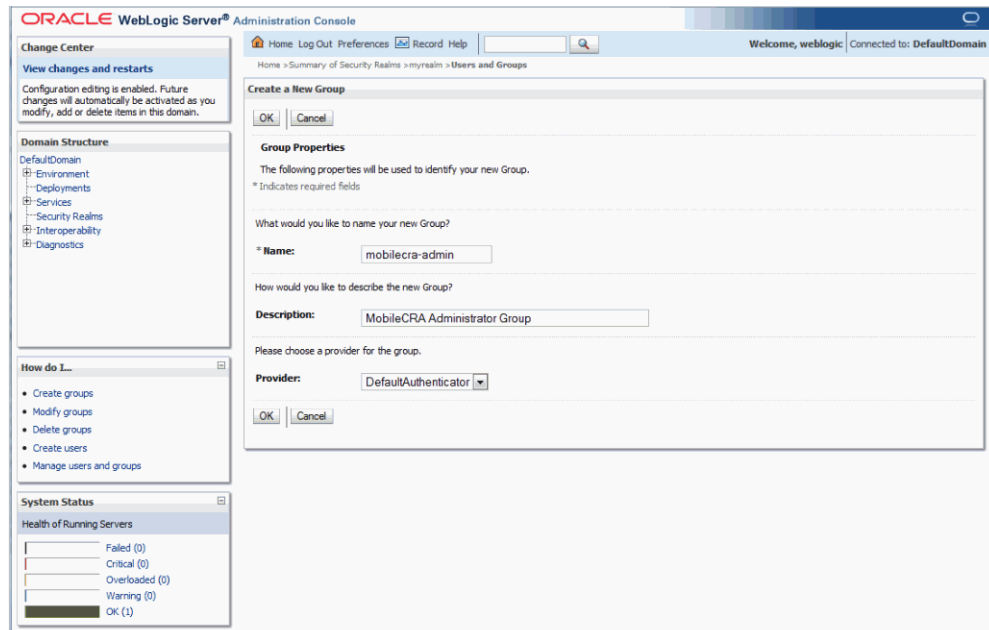 ORACLE WebLogic Server® Administration Console
Change Center
View changes and restarts
Configuration editing is enabled. Future
changes will automatically be activated as you
modify, add or delete items in this domain.
Domain Structure
DefaultDomain
Environment
Deployments
Services
Security Realms
Interoperability
Diagnostics
How do I...
Create groups
Modify groups
Delete groups
Create users
Manage users and groups
System Status
Health of Running Servers
Failed (0)
Critical (0)
Overloaded (0)
Warning (0)
OK (1)
Home Log Out Preferences Record Help
Welcome, weblogic Connected to: DefaultDomain
Home >Summary of Security Realms >myrealm >Users and Groups
Create a New Group
OK Cancel
Group Properties
The following properties will be used to identify your new Group.
* Indicates required fields
What would you like to name your new Group?
* Name: mobilecra-admin
How would you like to describe the new Group?
Description: MobileCRA Administrator Group
Please choose a provider for the group.
Provider: DefaultAuthenticator
OK Cancel